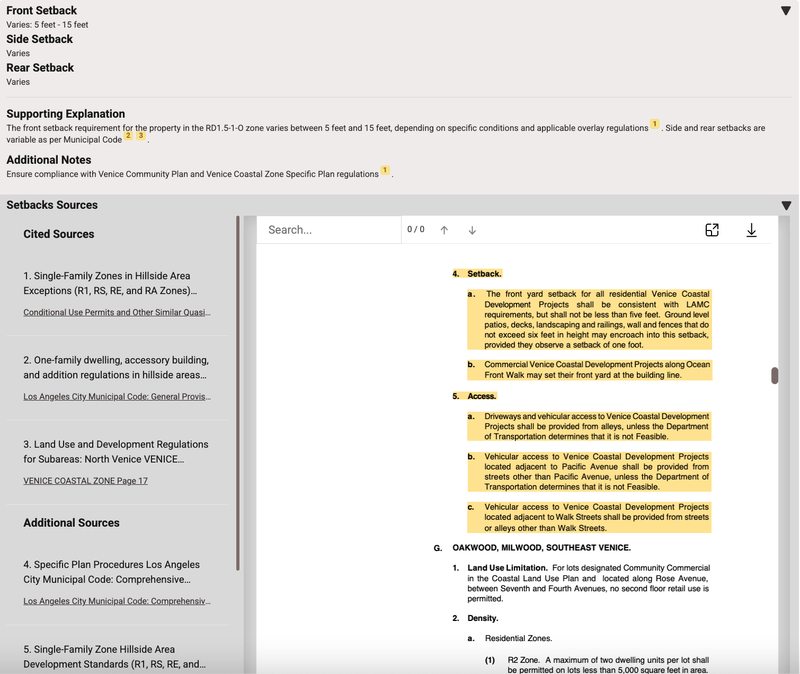 Front Setback
Varies: 5 feet - 15 feet
Side Setback
Varies
Rear Setback
Varies
Supporting Explanation
The front setback requirement for the property in the RD1.5-1-O zone varies between 5 feet and 15 feet, depending on specific conditions and applicable overlay regulations 1 . Side and rear setbacks are
variable as per Municipal Code 2 3 .
Additional Notes
Ensure compliance with Venice Community Plan and Venice Coastal Zone Specific Plan regulations 1 .
Setbacks Sources
Cited Sources
1. Single-Family Zones in Hillside Area
Exceptions (R1, RS, RE, and RA Zones)...
Conditional Use Permits and Other Similar Quasi...
2. One-family dwelling, accessory building,
and addition regulations in hillside areas...
Los Angeles City Municipal Code: General Provis...
3. Land Use and Development Regulations
for Subareas: North Venice VENICE...
VENICE COASTAL ZONE Page 17
Additional Sources
4. Specific Plan Procedures Los Angeles
City Municipal Code: Comprehensive...
Los Angeles City Municipal Code: Comprehensiv...
5. Single-Family Zone Hillside Area
Development Standards (R1, RS, RE, and...
Search...
0/0
4. Setback.
a. The front yard setback for all residential Venice Coastal
Development Projects shall be consistent with LAMC
requirements, but shall not be less than five feet. Ground level
patios, decks, landscaping and railings, wall and fences that do
not exceed six feet in height may encroach into this setback,
provided they observe a setback of one foot.
b. Commercial Venice Coastal Development Projects along Ocean
Front Walk may set their front yard at the building line.
5. Access.
a. Driveways and vehicular access to Venice Coastal Development
Projects shall be provided from alleys, unless the Department
of Transportation determines that it is not Feasible.
b. Vehicular access to Venice Coastal Development Projects
located adjacent to Pacific Avenue shall be provided from
streets other than Pacific Avenue, unless the Department of
Transportation determines that it is not Feasible.
c. Vehicular access to Venice Coastal Development Projects
located adjacent to Walk Streets shall be provided from streets
or alleys other than Walk Streets.
G. OAKWOOD, MILWOOD, SOUTHEAST VENICE.
1. Land Use Limitation. For lots designated Community Commercial
in the Coastal Land Use Plan and located along Rose Avenue,
between Seventh and Fourth Avenues, no second floor retail use is
permitted.
2. Density.
a. Residential Zones.
(1) R2 Zone. A maximum of two dwelling units per lot shall
be permitted on lots less than 5,000 square feet in area.